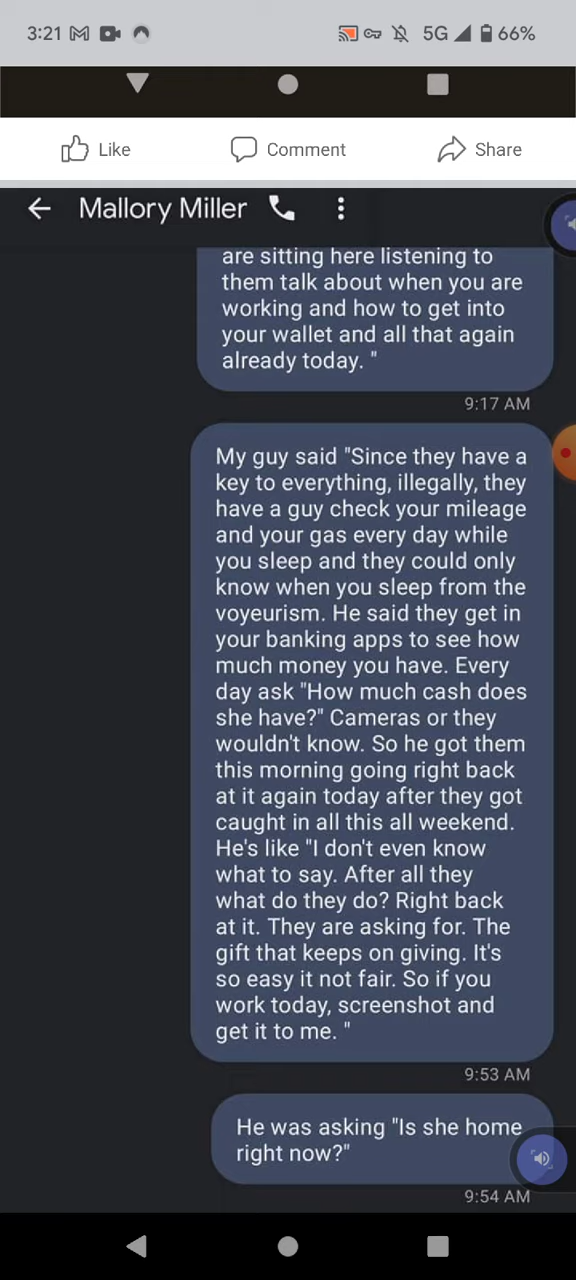 3:21 5G 66%
Like Comment Share
Mallory Miller
are sitting here listening to
them talk about when you are
working and how to get into
your wallet and all that again
already today. "
9:17 AM
My guy said "Since they have a
key to everything, illegally, they
have a guy check your mileage
and your gas every day while
you sleep and they could only
know when you sleep from the
voyeurism. He said they get in
your banking apps to see how
much money you have. Every
day ask "How much cash does
she have?" Cameras or they
wouldn't know. So he got them
this morning going right back
at it again today after they got
caught in all this all weekend.
He's like "I don't even know
what to say. After all they
what do they do? Right back
at it. They are asking for. The
gift that keeps on giving. It's
so easy it not fair. So if you
work today, screenshot and
get it to me. "
9:53 AM
He was asking "Is she home
right now?"
9:54 AM